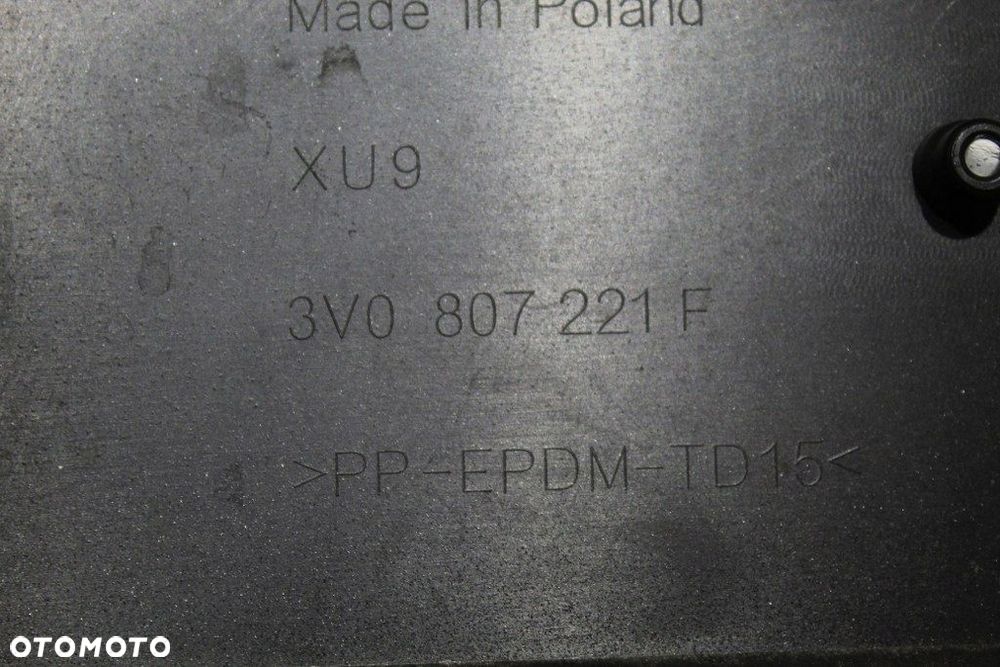 Made in Poland
XU9
3V0 807 221 F
>PP-EPDM-TD15<
OTOMOTO